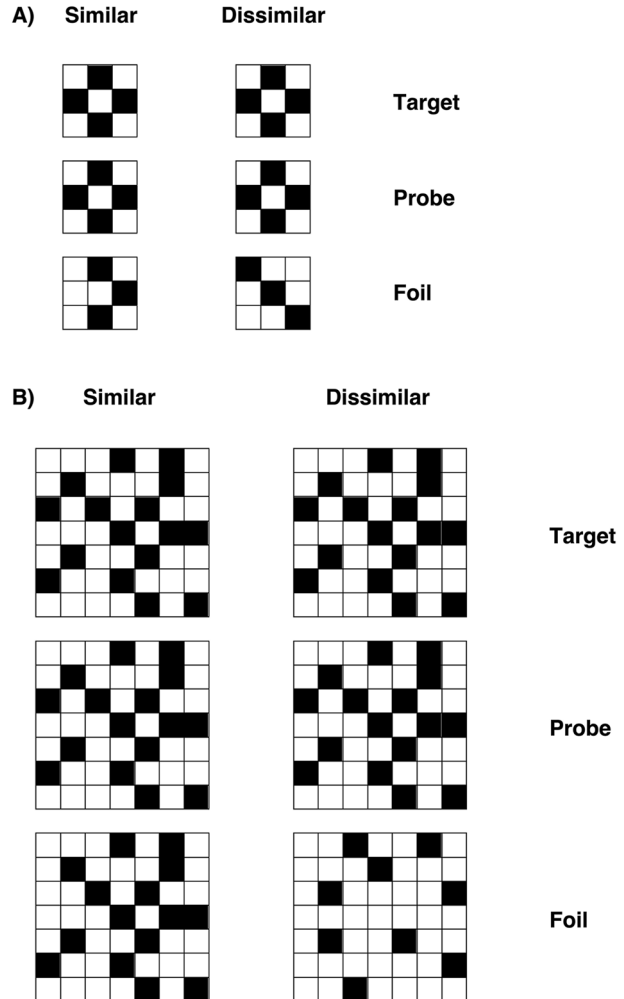 A) Similar Dissimilar
Target
Probe
Foil
B) Similar Dissimilar
Target
Probe
Foil